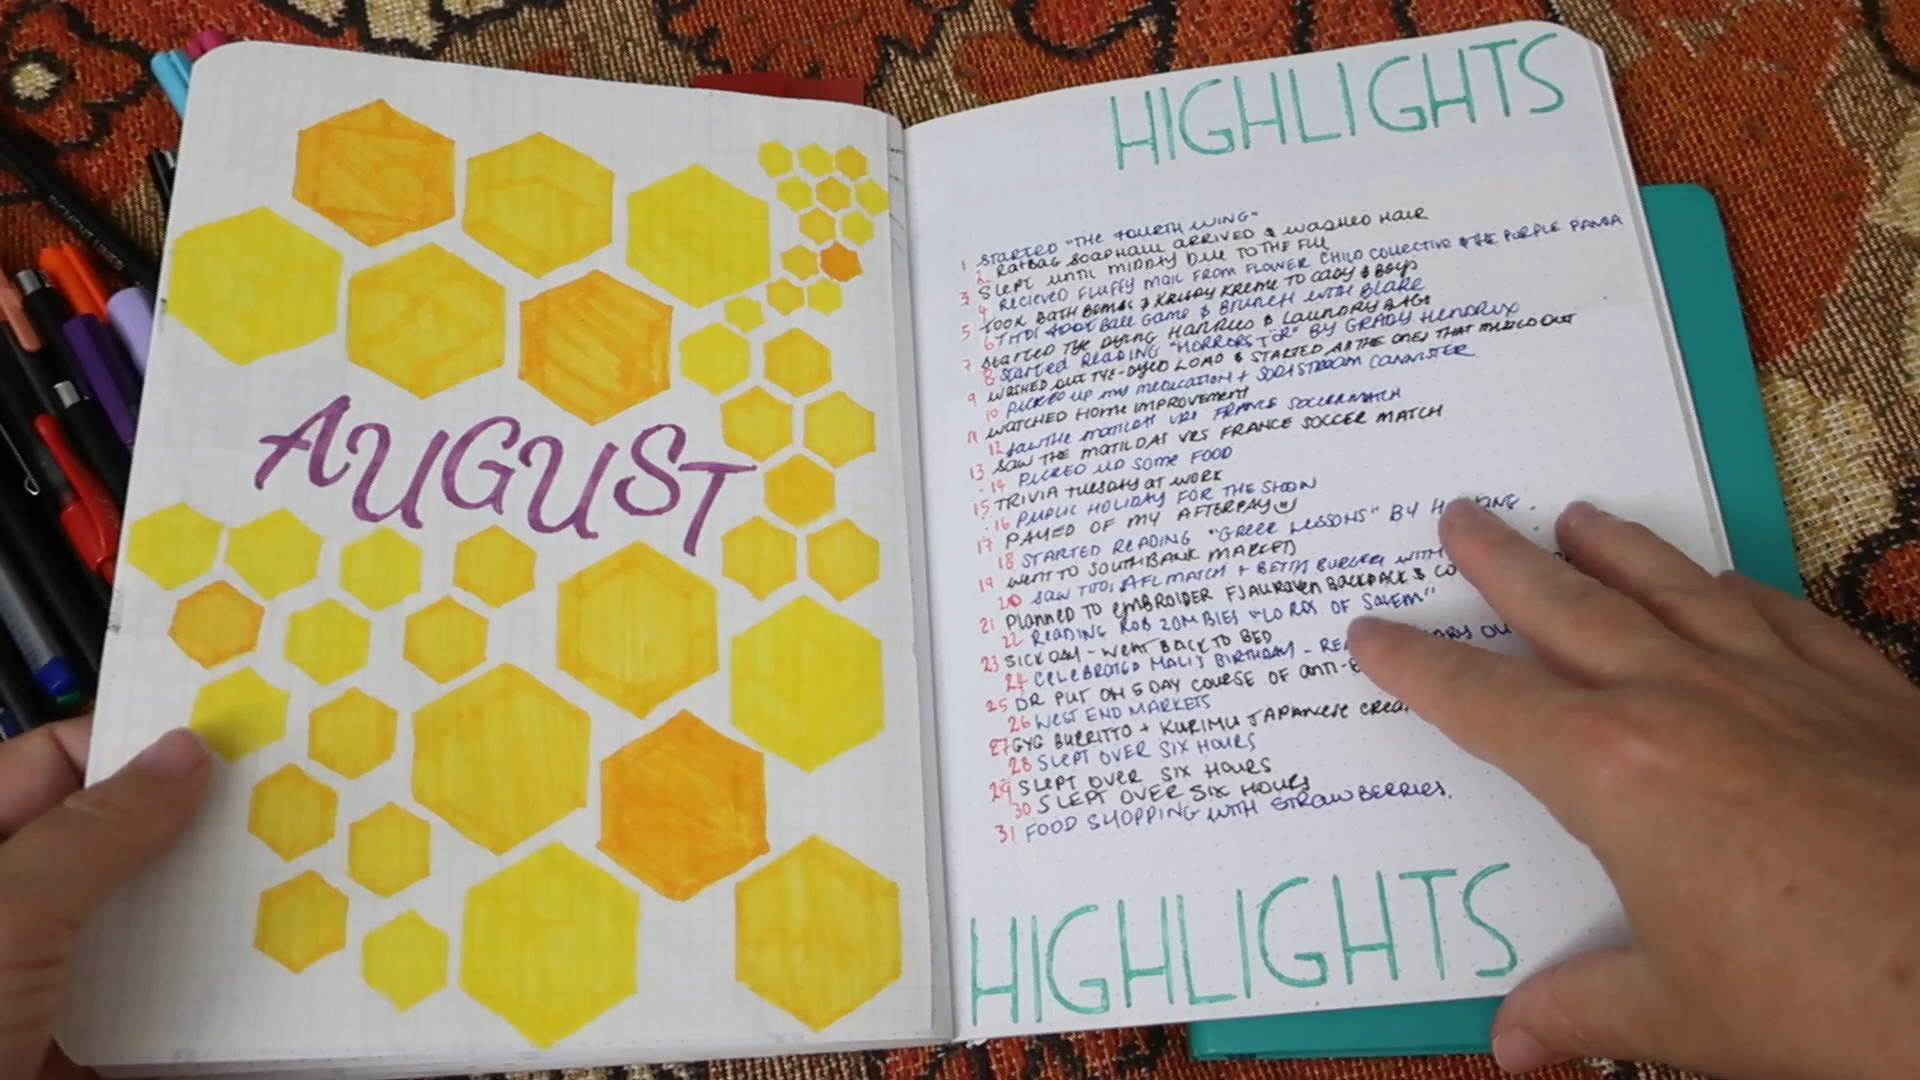 AUGUST
HIGHLIGHTS
1 STARTED "THE FOURTH WING"
2 RATBAG SOAP HAUL ARRIVED & WASHED HAIR
3 SLEPT UNTIL MIDDAY DUE TO THE FLU
4 RECIEVED FLUFFY MAIL FROM FLOWER CHILD COLLECTIVE & THE PURPLE PANDA
5 TOOK BATH BOMBS & KRISPY KREME TO CADY & BOYS
6 TITOI FOOTBALL GAME & BRUNCH WITH BLAKE
7 STARTED TYE DYING HANKIES & LAUNDRY BAGS
8 STARTED READING "HORRORSTÖR" BY GRADY HENDRIX
9 WASHED OUT TYE-DYED LOAD & STARTED ALL THE ONES THAT MISSED OUT
10 PICKED UP MY MEDICATION + SODASTREAM CANNISTER
11 WATCHED HOME IMPROVEMENT
12 SAW THE MATILDAS VRS FRANCE SOCCER MATCH
13 SAW THE MATILDAS VRS FRANCE SOCCER MATCH
14 PICKED UP SOME FOOD
15 TRIVIA TUESDAY AT WORK
16 PUBLIC HOLIDAY FOR THE SHOW
17 PAYED OF MY AFTERPAY
18 STARTED READING "GREEK LESSONS" BY H
19 WENT TO SOUTHBANK MARKETS
20 SAW AFL MATCH + BETTY BURGERS WITH
21 PLANNED TO EMBROIDER FJALLRAVEN BACKPACK &
22 READING ROB ZOMBIES "LORDS OF SALEM"
23 SICK DAY - WENT BACK TO BED
24 CELEBRATED MALI'S BIRTHDAY -
25 DR PUT ON 5 DAY COURSE OF ANTI-
26 WEST END MARKETS
27 GYG BURRITTO + KURIMU JAPANESE
28 SLEPT OVER SIX HOURS
29 SLEPT OVER SIX HOURS
30 SLEPT OVER SIX HOURS
31 FOOD SHOPPING WITH STRAWBERRIES.
HIGHLIGHTS